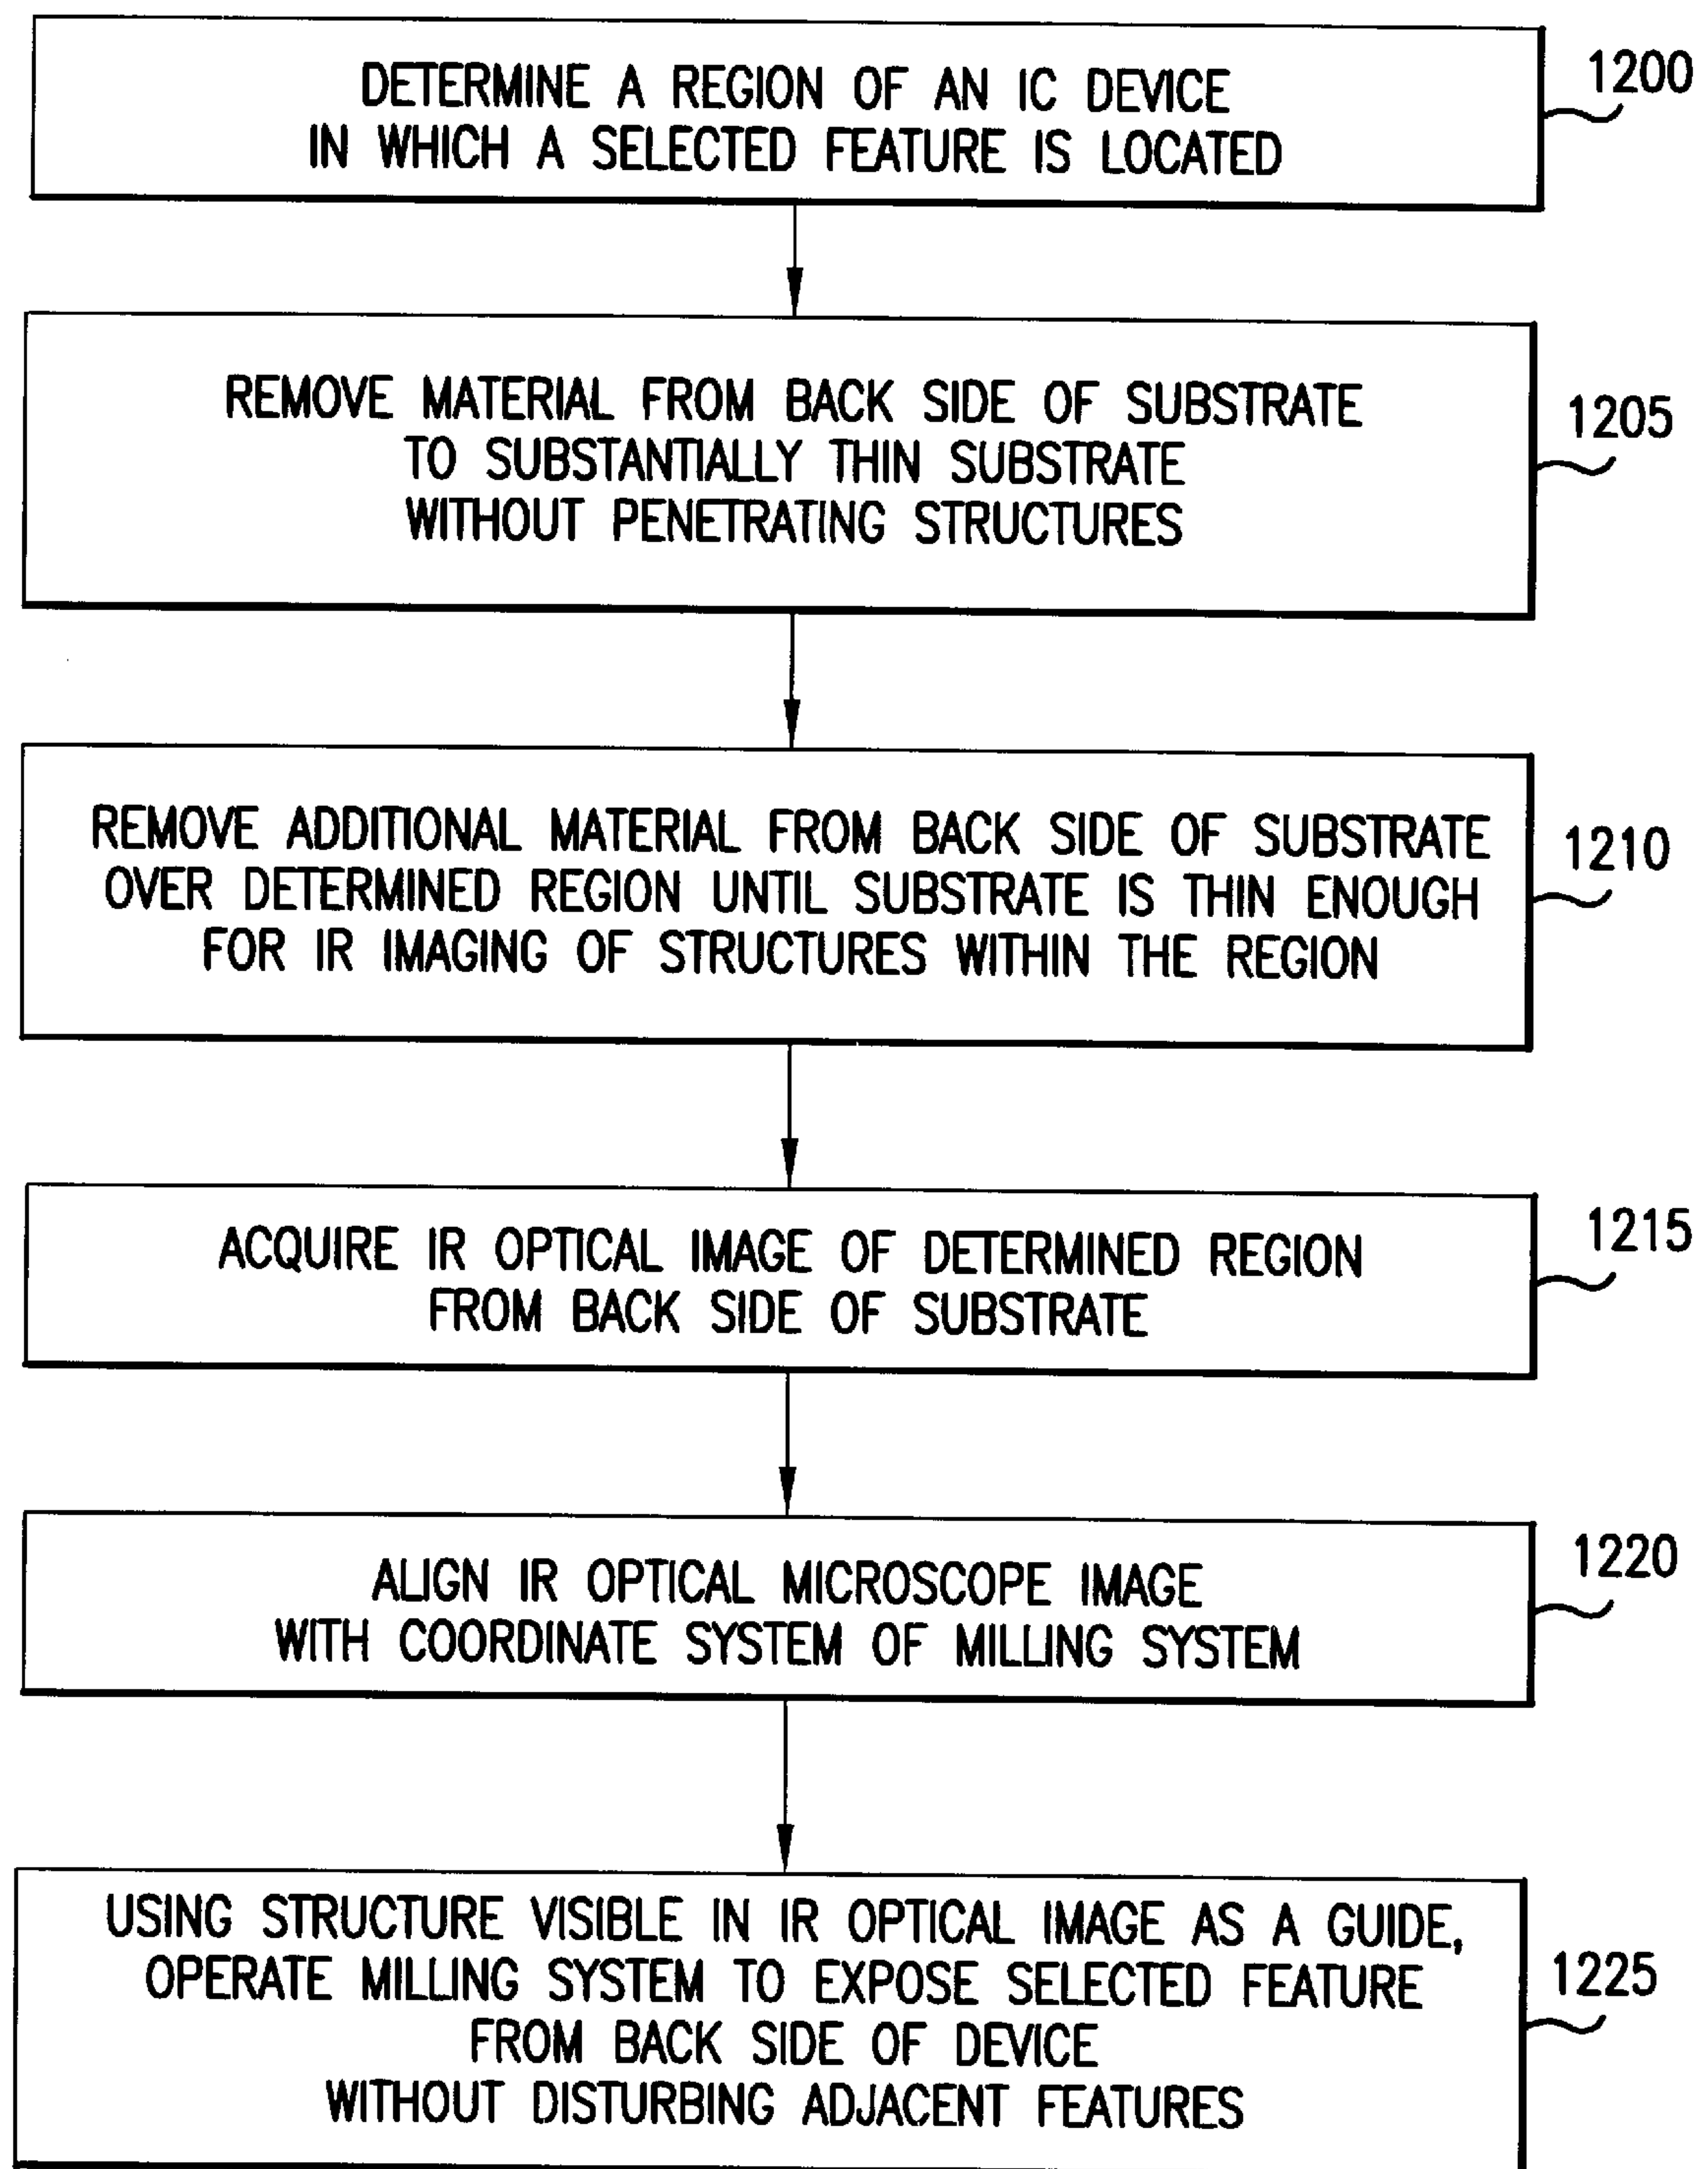 DETERMINE A REGION OF AN IC DEVICE
IN WHICH A SELECTED FEATURE IS LOCATED
1200
REMOVE MATERIAL FROM BACK SIDE OF SUBSTRATE
TO SUBSTANTIALLY THIN SUBSTRATE
WITHOUT PENETRATING STRUCTURES
1205
REMOVE ADDITIONAL MATERIAL FROM BACK SIDE OF SUBSTRATE
OVER DETERMINED REGION UNTIL SUBSTRATE IS THIN ENOUGH
FOR IR IMAGING OF STRUCTURES WITHIN THE REGION
1210
ACQUIRE IR OPTICAL IMAGE OF DETERMINED REGION
FROM BACK SIDE OF SUBSTRATE
1215
ALIGN IR OPTICAL MICROSCOPE IMAGE
WITH COORDINATE SYSTEM OF MILLING SYSTEM
1220
USING STRUCTURE VISIBLE IN IR OPTICAL IMAGE AS A GUIDE,
OPERATE MILLING SYSTEM TO EXPOSE SELECTED FEATURE
FROM BACK SIDE OF DEVICE
WITHOUT DISTURBING ADJACENT FEATURES
1225